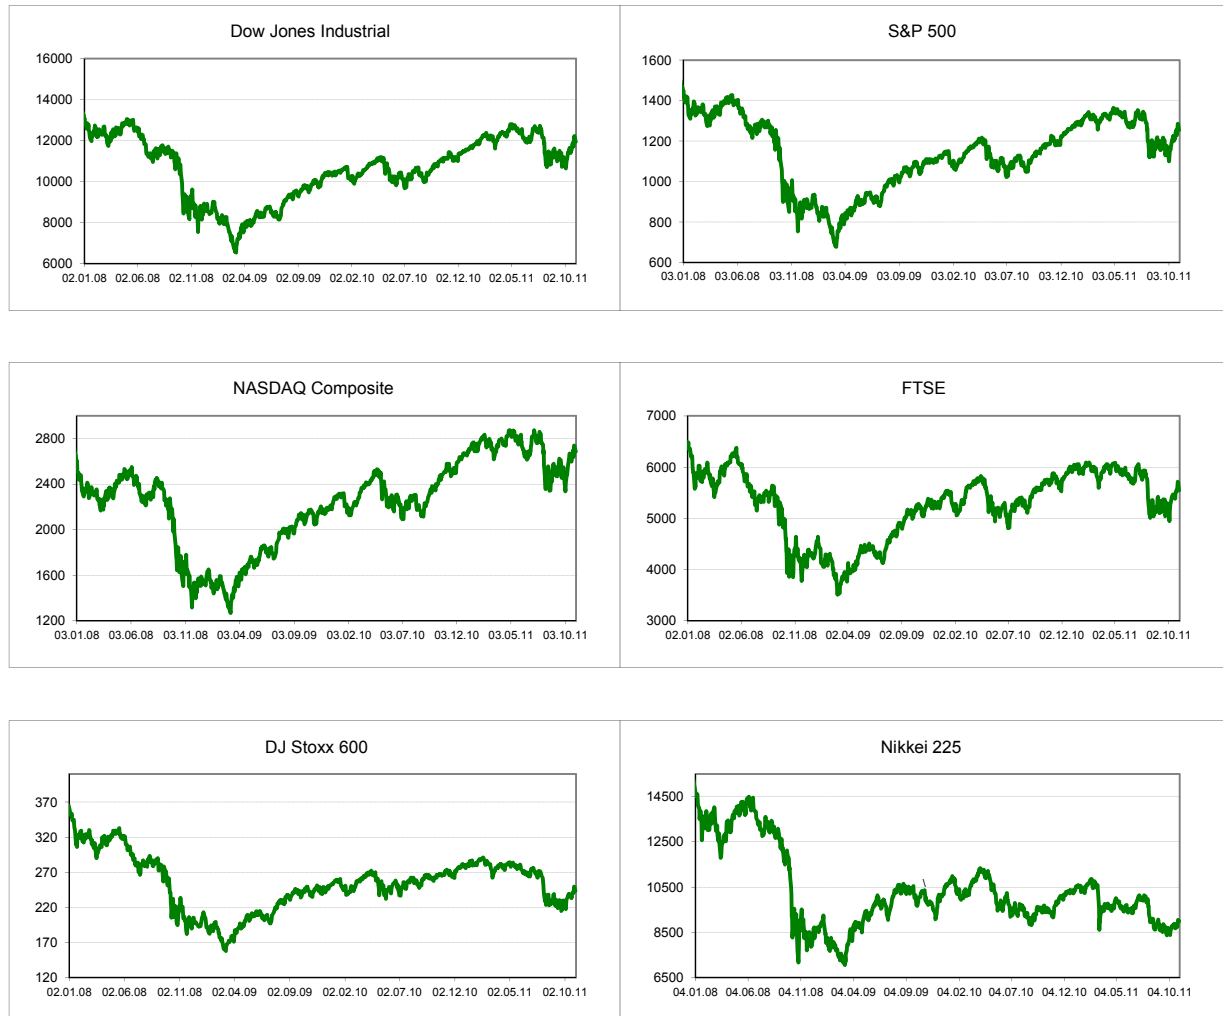 Dow Jones Industrial
16000
14000
12000
10000
8000
6000
02.01.08 02.06.08 02.11.08 02.04.09 02.09.09 02.02.10 02.07.10 02.12.10 02.05.11 02.10.11
S&P 500
1600
1400
1200
1000
800
600
03.01.08 03.06.08 03.11.08 03.04.09 03.09.09 03.02.10 03.07.10 03.12.10 03.05.11 03.10.11
NASDAQ Composite
2800
2400
2000
1600
1200
03.01.08 03.06.08 03.11.08 03.04.09 03.09.09 03.02.10 03.07.10 03.12.10 03.05.11 03.10.11
FTSE
7000
6000
5000
4000
3000
02.01.08 02.06.08 02.11.08 02.04.09 02.09.09 02.02.10 02.07.10 02.12.10 02.05.11 02.10.11
DJ Stoxx 600
370
320
270
220
170
120
02.01.08 02.06.08 02.11.08 02.04.09 02.09.09 02.02.10 02.07.10 02.12.10 02.05.11 02.10.11
Nikkei 225
14500
12500
10500
8500
6500
04.01.08 04.06.08 04.11.08 04.04.09 04.09.09 04.02.10 04.07.10 04.12.10 04.05.11 04.10.11